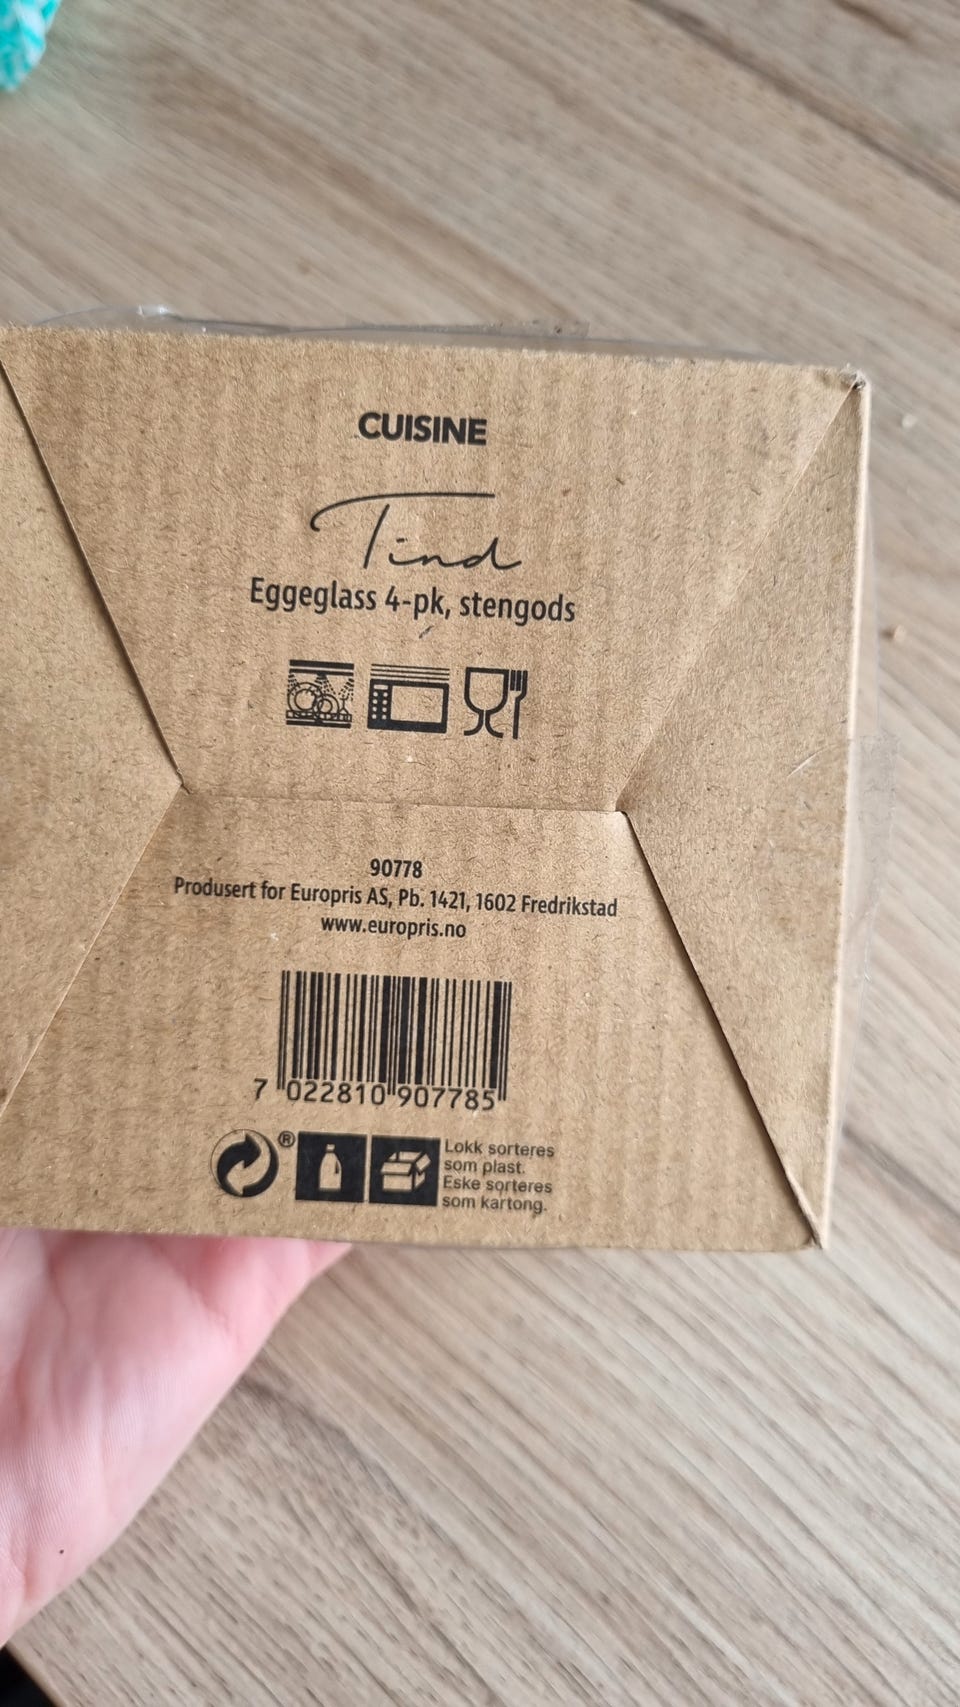 CUISINE
Tind
Eggeglass 4-pk, stengods
90778
Produsert for Europris AS, Pb. 1421, 1602 Fredrikstad
www.europris.no
7 022810 907785
®
Lokk sorteres
som plast.
Eske sorteres
som kartong.